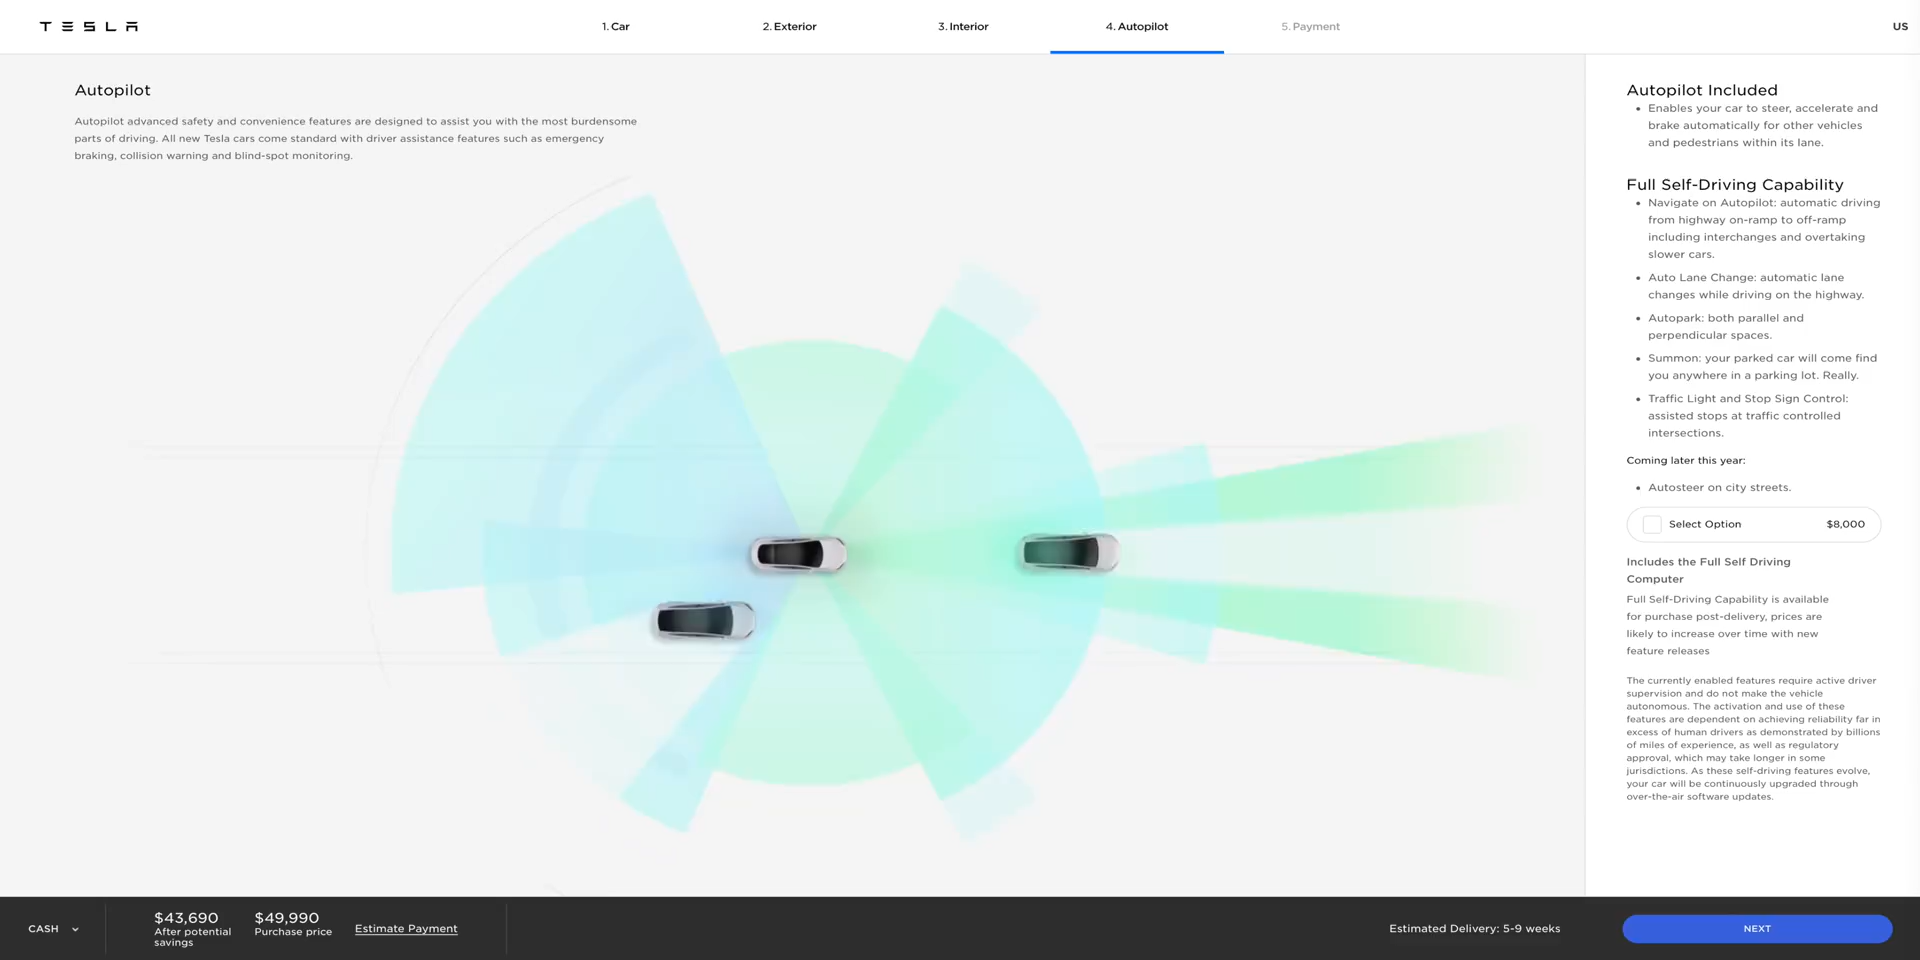 TESLA
1. Car
2. Exterior
3. Interior
4. Autopilot
5. Payment
US
Autopilot
Autopilot advanced safety and convenience features are designed to assist you with the most burdensome
parts of driving. All new Tesla cars come standard with driver assistance features such as emergency
braking, collision warning and blind-spot monitoring.
Autopilot Included
• Enables your car to steer, accelerate and
brake automatically for other vehicles
and pedestrians within its lane.
Full Self-Driving Capability
• Navigate on Autopilot: automatic driving
from highway on-ramp to off-ramp
including interchanges and overtaking
slower cars.
• Auto Lane Change: automatic lane
changes while driving on the highway.
• Autopark: both parallel and
perpendicular spaces.
• Summon: your parked car will come find
you anywhere in a parking lot. Really.
• Traffic Light and Stop Sign Control:
assisted stops at traffic controlled
intersections.
Coming later this year:
• Autosteer on city streets.
Select Option $8,000
Includes the Full Self Driving
Computer
Full Self-Driving Capability is available
for purchase post-delivery, prices are
likely to increase over time with new
feature releases
The currently enabled features require active driver
supervision and do not make the vehicle
autonomous. The activation and use of these
features are dependent on achieving reliability far in
excess of human drivers as demonstrated by billions
of miles of experience, as well as regulatory
approval, which may take longer in some
jurisdictions. As these self-driving features evolve,
your car will be continuously upgraded through
over-the-air software updates.
CASH
$43,690
After potential
savings
$49,990
Purchase price
Estimate Payment
Estimated Delivery: 5-9 weeks
NEXT